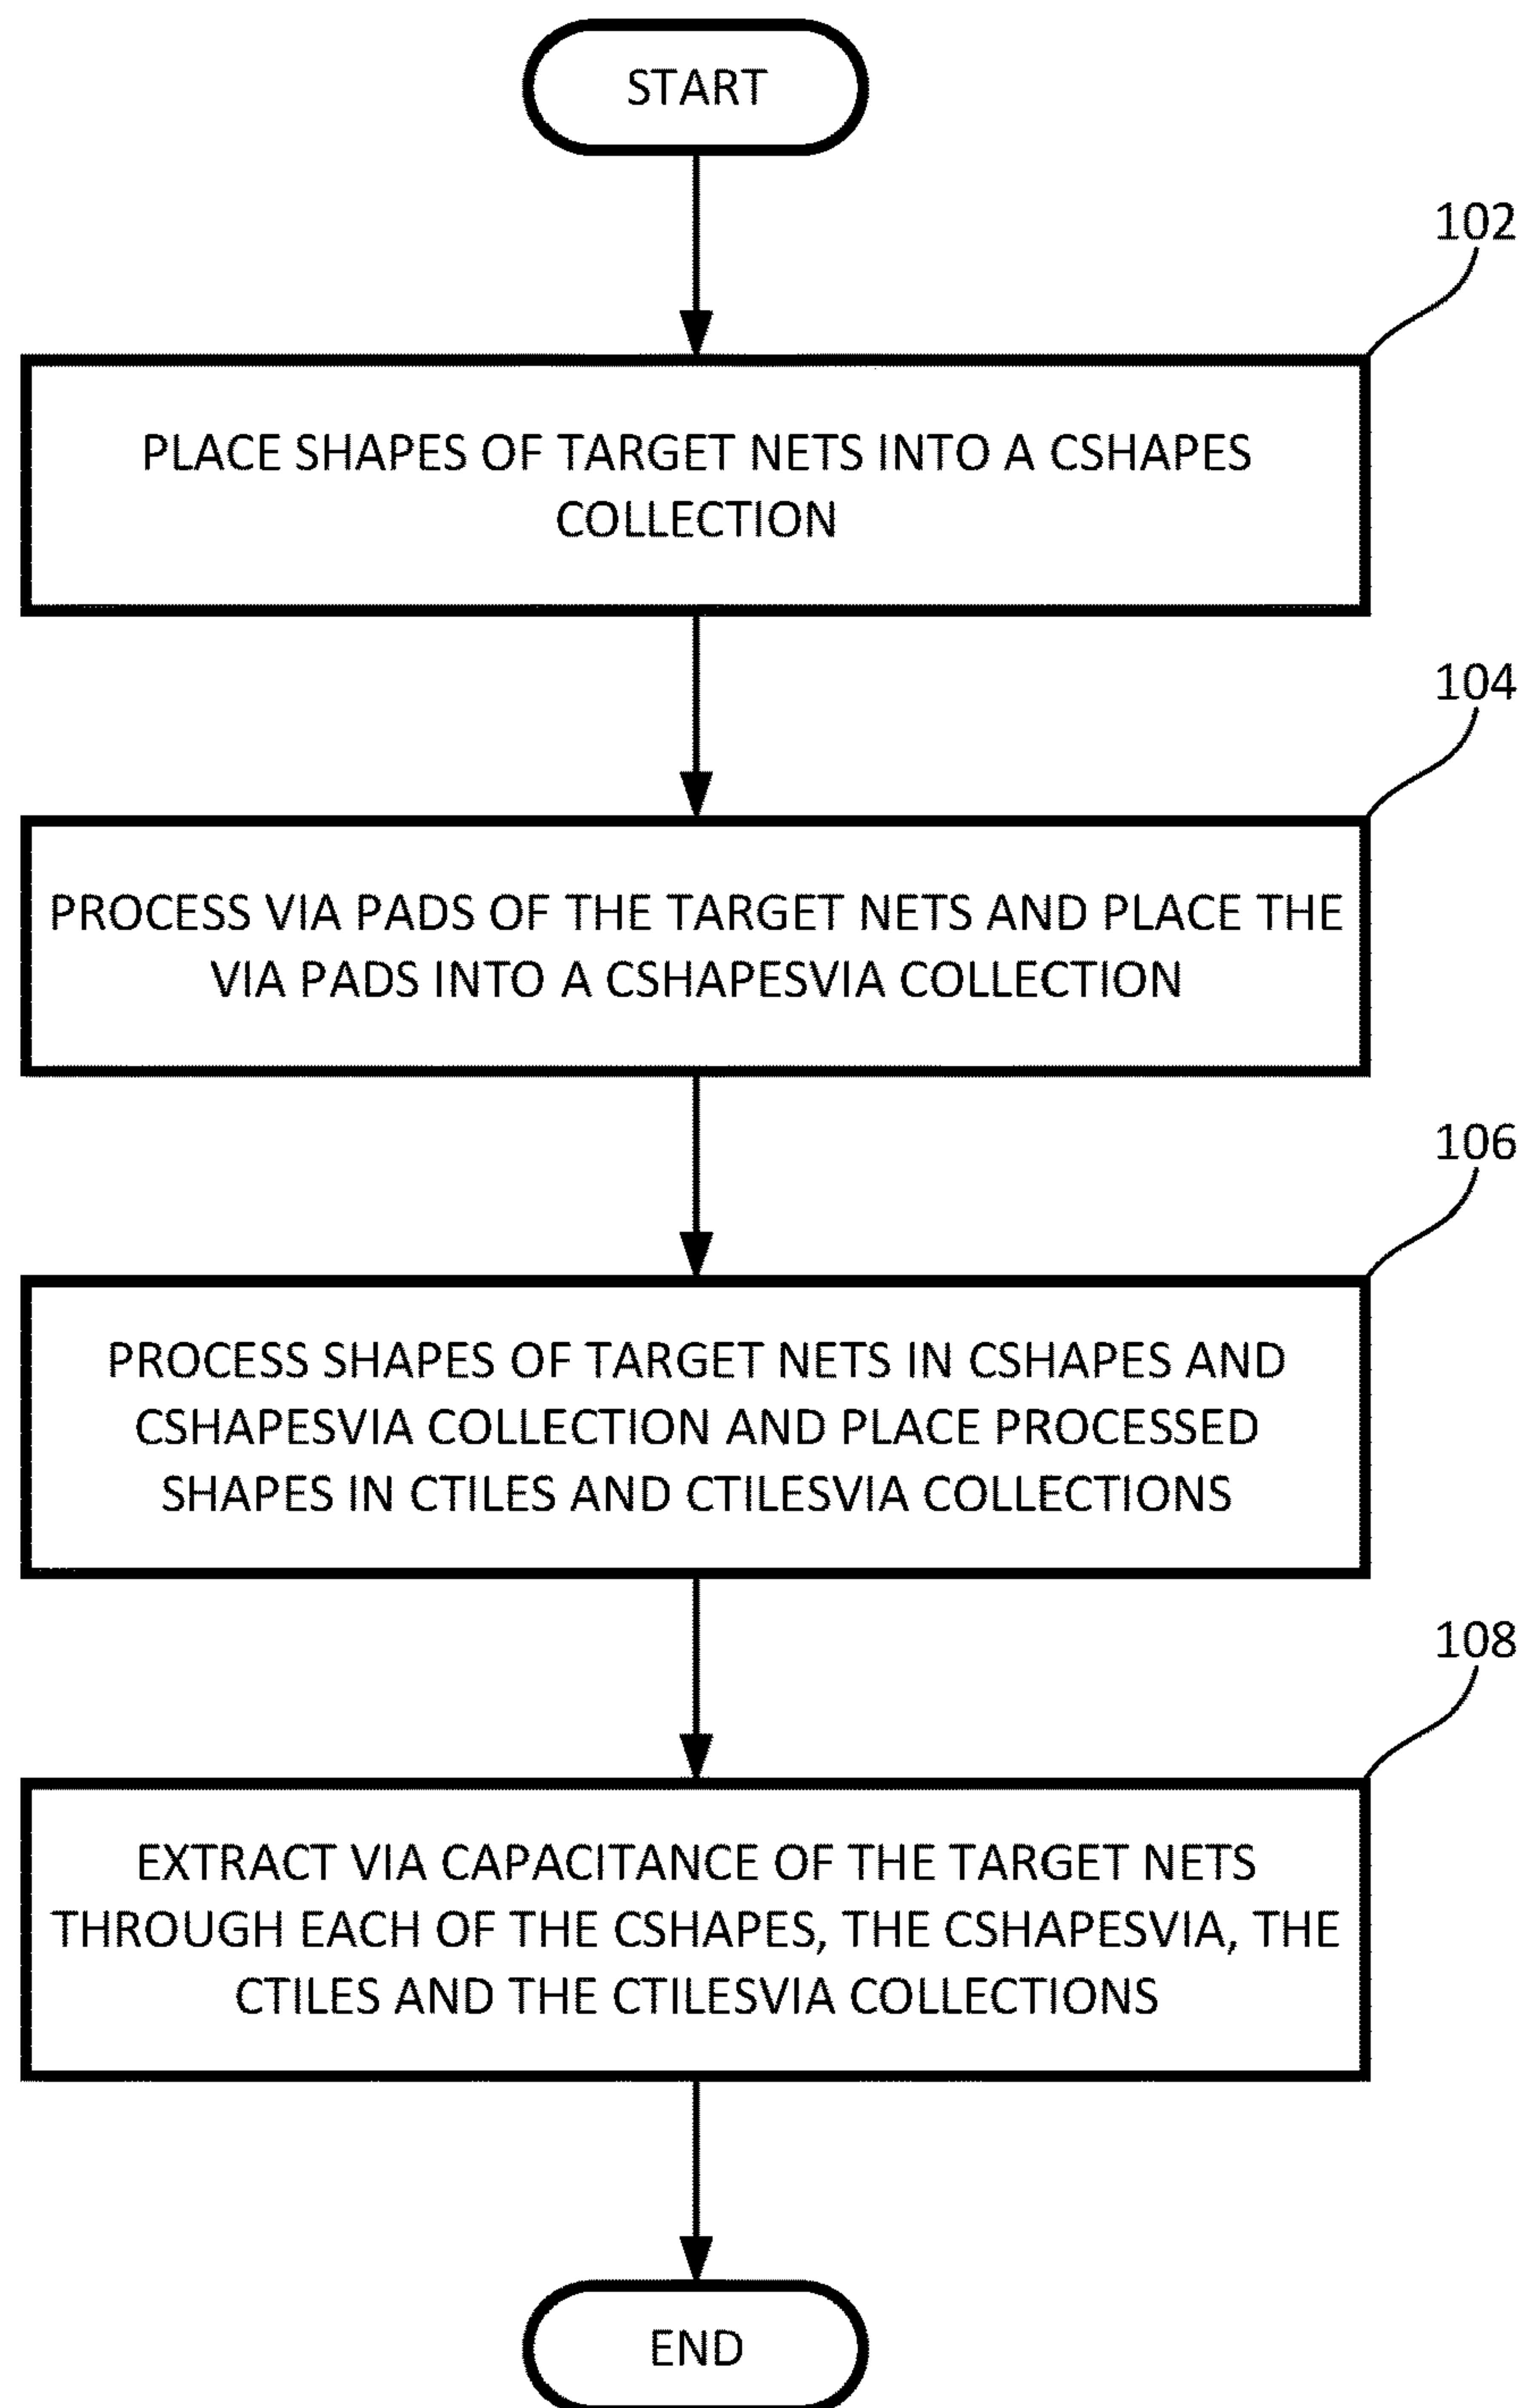 START
102
PLACE SHAPES OF TARGET NETS INTO A CSHAPES
COLLECTION
104
PROCESS VIA PADS OF THE TARGET NETS AND PLACE THE
VIA PADS INTO A CSHAPESVIA COLLECTION
106
PROCESS SHAPES OF TARGET NETS IN CSHAPES AND
CSHAPESVIA COLLECTION AND PLACE PROCESSED
SHAPES IN CTILES AND CTILESVIA COLLECTIONS
108
EXTRACT VIA CAPACITANCE OF THE TARGET NETS
THROUGH EACH OF THE CSHAPES, THE CSHAPESVIA, THE
CTILES AND THE CTILESVIA COLLECTIONS
END